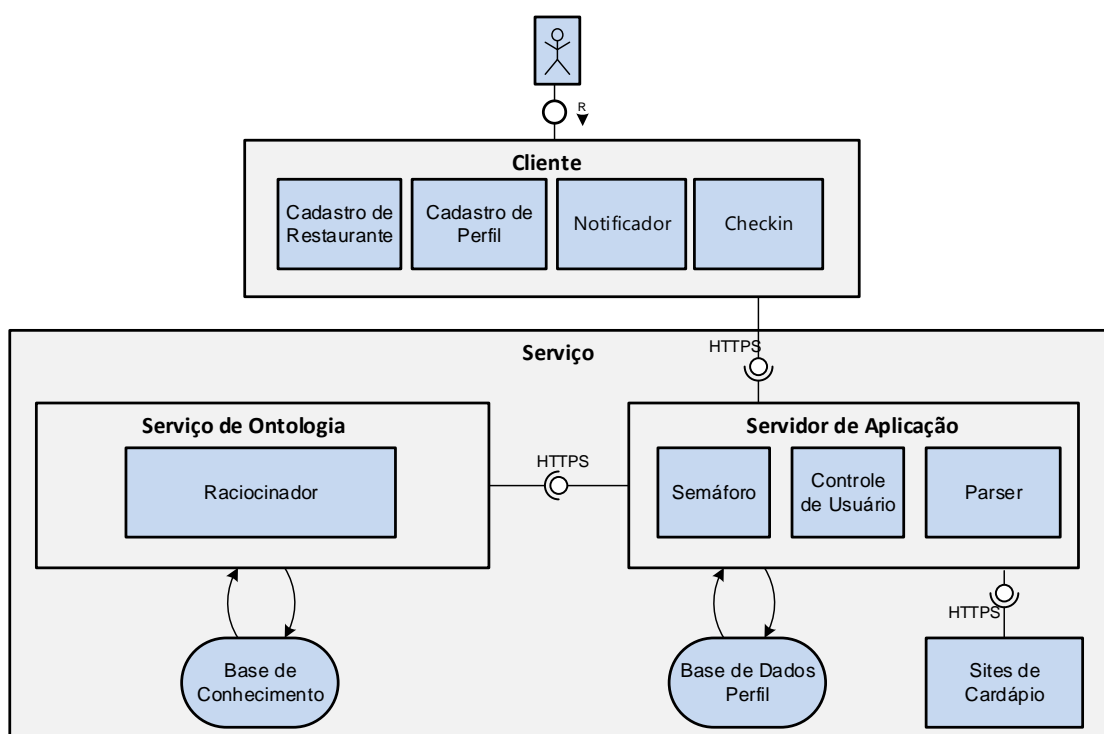 R
Cliente
Cadastro de
Restaurante
Cadastro de
Perfil
Notificador
Checkin
Serviço
HTTPS
Serviço de Ontologia
Raciocinador
HTTPS
Servidor de Aplicação
Semáforo
Controle
de Usuário
Parser
HTTPS
Base de
Conhecimento
Base de Dados
Perfil
Sites de
Cardápio